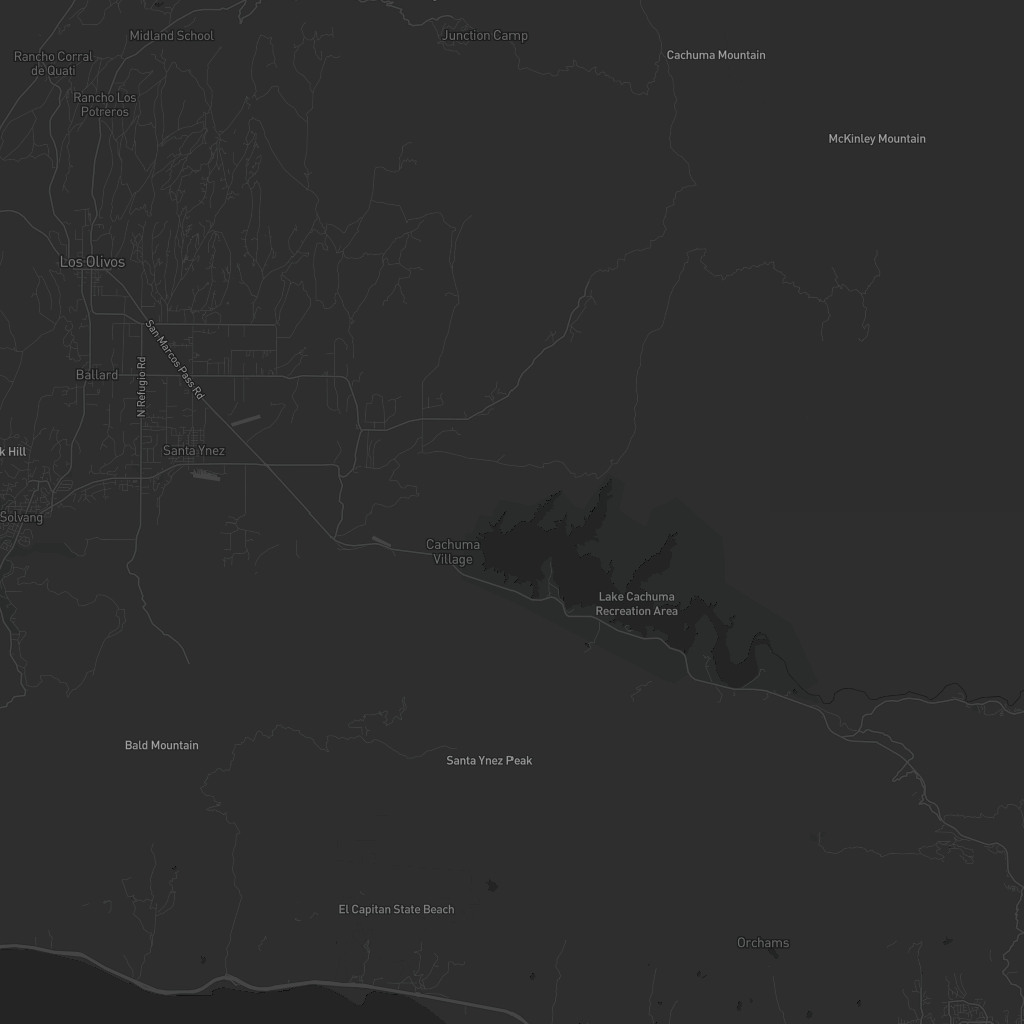 Midland School
Junction Camp
Cachuma Mountain
Rancho Corral
de Quati
Rancho Los
Potreros
McKinley Mountain
Los Olivos
San Marcos Pass Rd
N Refugio Rd
Ballard
k Hill
Santa Ynez
Solvang
Cachuma
Village
Lake Cachuma
Recreation Area
Bald Mountain
Santa Ynez Peak
El Capitan State Beach
Orchams